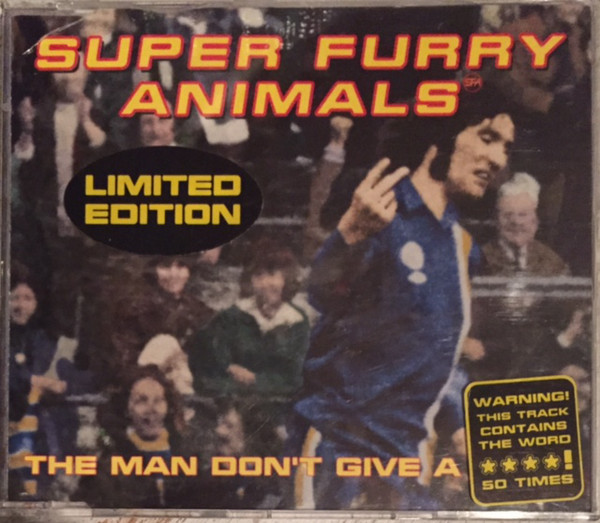 SUPER FURRY
ANIMALS
LIMITED
EDITION
THE MAN DON'T GIVE A
WARNING!
THIS TRACK
CONTAINS
THE WORD
★★★★!
50 TIMES